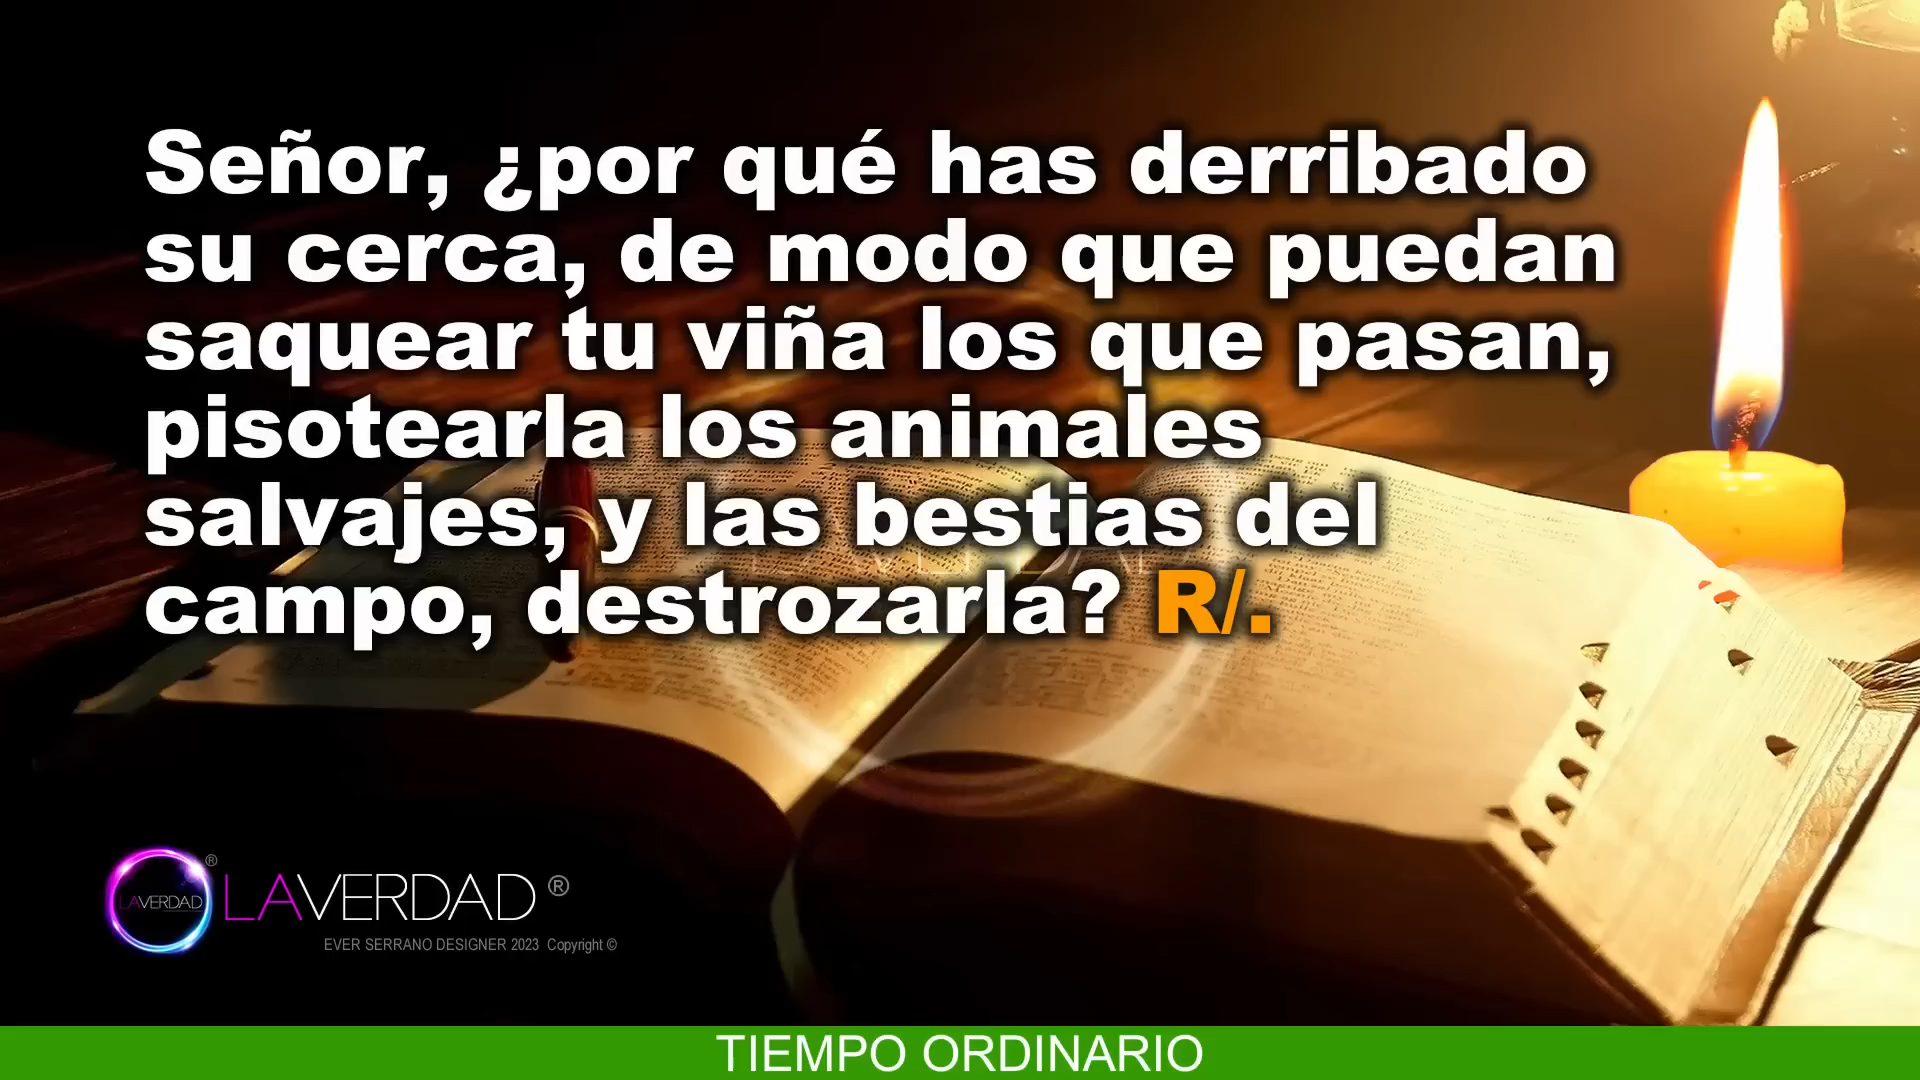 Señor, ¿por qué has derribado
su cerca, de modo que puedan
saquear tu viña los que pasan,
pisotearla los animales
salvajes, y las bestias del
campo, destrozarla? R/.
LAVERDAD ®
LAVERDAD ®
EVER SERRANO DESIGNER 2023 Copyright ©
TIEMPO ORDINARIO